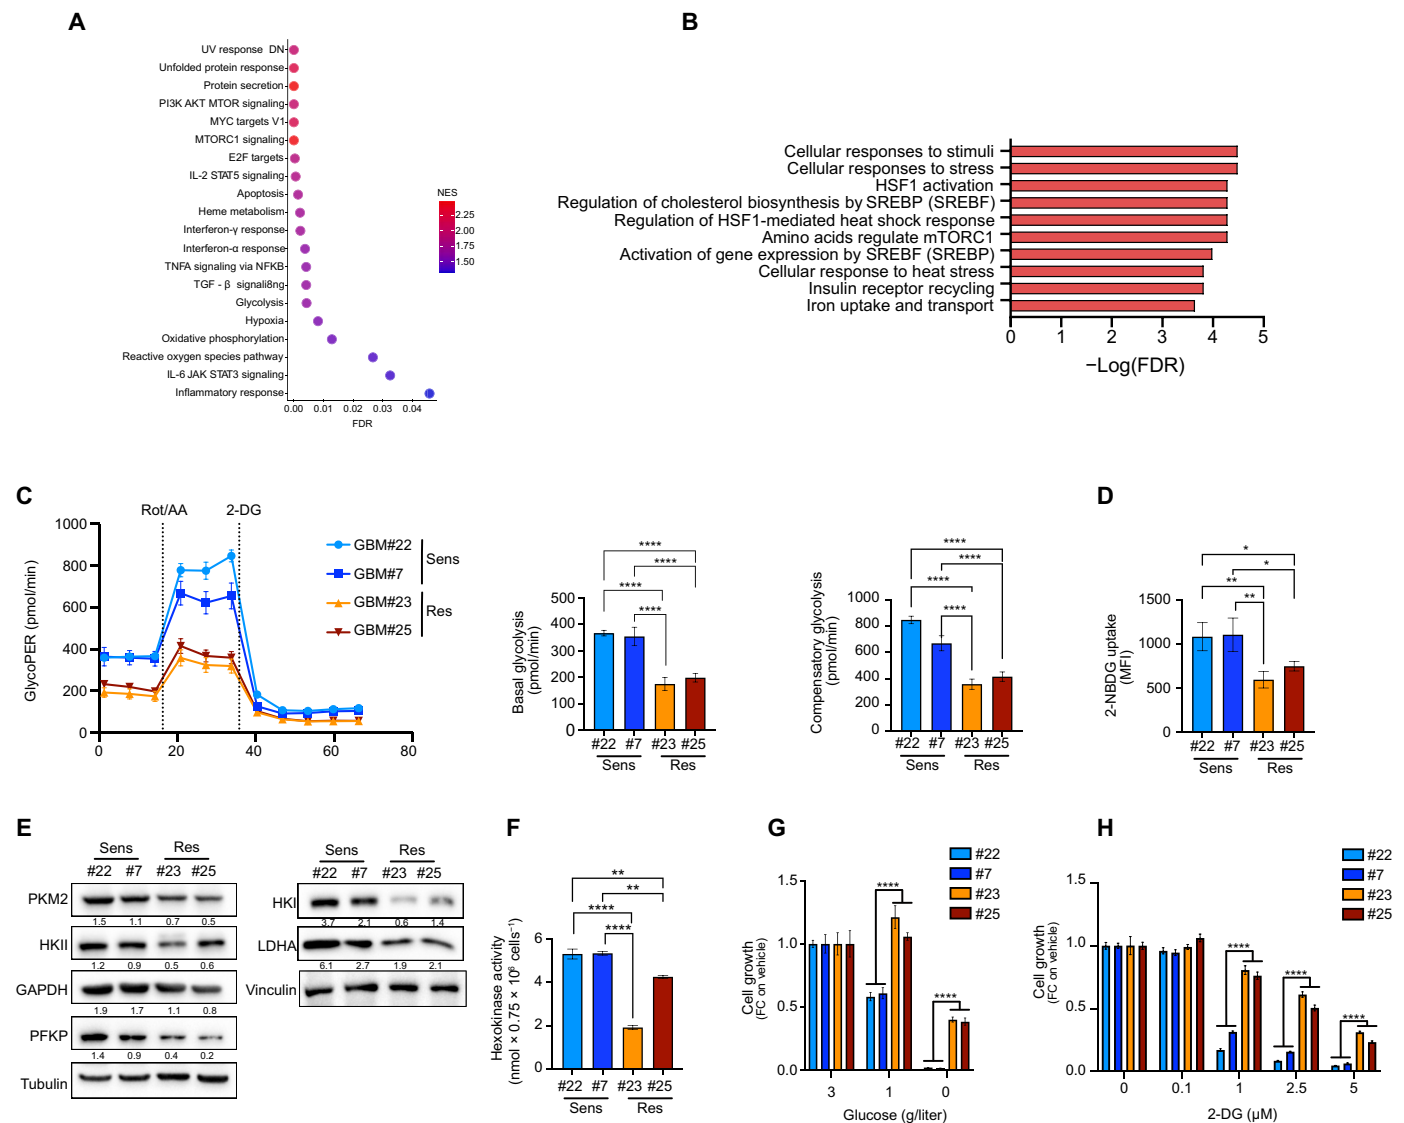 A
UV response  DN
Unfolded protein response
Protein secretion
PI3K AKT MTOR signaling
MYC targets V1
MTORC1 signaling
E2F targets
IL-2 STAT5 signaling
Apoptosis
Heme metabolism
Interferon-γ response
Interferon-α response
TNFA signaling via NFKB
TGF - β  signali8ng
Glycolysis
Hypoxia
Oxidative phosphorylation
Reactive oxygen species pathway
IL-6 JAK STAT3 signaling
Inflammatory response
0.00 0.01 0.02 0.03 0.04
FDR
NES
2.25
2.00
1.75
1.50
B
Cellular responses to stimuli
Cellular responses to stress
HSF1 activation
Regulation of cholesterol biosynthesis by SREBP (SREBF)
Regulation of HSF1-mediated heat shock response
Amino acids regulate mTORC1
Activation of gene expression by SREBF (SREBP)
Cellular response to heat stress
Insulin receptor recycling
Iron uptake and transport
0 1 2 3 4 5
−Log(FDR)
C
Rot/AA 2-DG
GlycoPER (pmol/min)
1000
800
600
400
200
0
0 20 40 60 80
GBM#22
GBM#7
GBM#23
GBM#25
Sens
Res
Basal glycolysis
(pmol/min)
500
400
300
200
100
0
****
****
****
****
#22 #7 #23 #25
Sens Res
Compensatory glycolysis
(pmol/min)
1000
800
600
400
200
0
****
****
****
****
#22 #7 #23 #25
Sens Res
D
2-NBDG uptake
(MFI)
1500
1000
500
0
*
*
**
**
#22 #7 #23 #25
Sens Res
E
Sens Res
#22 #7 #23 #25
PKM2
1.5 1.1 0.7 0.5
HKII
1.2 0.9 0.5 0.6
GAPDH
1.9 1.7 1.1 0.8
PFKP
1.4 0.9 0.4 0.2
Tubulin
Sens Res
#22 #7 #23 #25
HKI
3.7 2.1 0.6 1.4
LDHA
6.1 2.7 1.9 2.1
Vinculin
F
Hexokinase activity
(nmol × 0.75 × 10⁶ cells⁻¹)
6
4
2
0
**
**
****
****
#22 #7 #23 #25
Sens Res
G
#22
#7
#23
#25
Cell growth
(FC on vehicle)
1.5
1.0
0.5
0.0
****
****
3 1 0
Glucose (g/liter)
H
#22
#7
#23
#25
Cell growth
(FC on vehicle)
1.5
1.0
0.5
0.0
****
****
****
0 0.1 1 2.5 5
2-DG (μM)